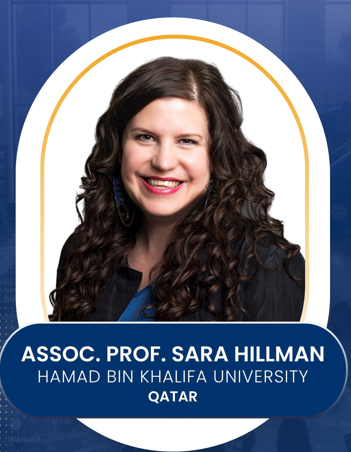 ASSOC. PROF. SARA HILLMAN
HAMAD BIN KHALIFA UNIVERSITY
QATAR